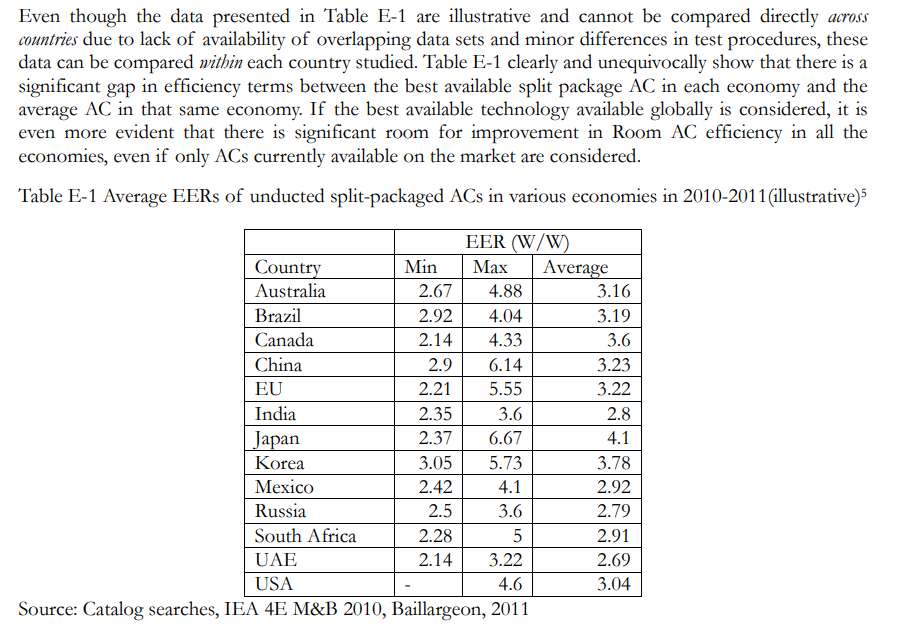 Even though the data presented in Table E-1 are illustrative and cannot be compared directly across
countries due to lack of availability of overlapping data sets and minor differences in test procedures, these
data can be compared within each country studied. Table E-1 clearly and unequivocally show that there is a
significant gap in efficiency terms between the best available split package AC in each economy and the
average AC in that same economy. If the best available technology available globally is considered, it is
even more evident that there is significant room for improvement in Room AC efficiency in all the
economies, even if only ACs currently available on the market are considered.
Table E-1 Average EERs of unducted split-packaged ACs in various economies in 2010-2011(illustrative)⁵
EER (W/W)
Country Min Max Average
Australia 2.67 4.88 3.16
Brazil 2.92 4.04 3.19
Canada 2.14 4.33 3.6
China 2.9 6.14 3.23
EU 2.21 5.55 3.22
India 2.35 3.6 2.8
Japan 2.37 6.67 4.1
Korea 3.05 5.73 3.78
Mexico 2.42 4.1 2.92
Russia 2.5 3.6 2.79
South Africa 2.28 5 2.91
UAE 2.14 3.22 2.69
USA - 4.6 3.04
Source: Catalog searches, IEA 4E M&B 2010, Baillargeon, 2011